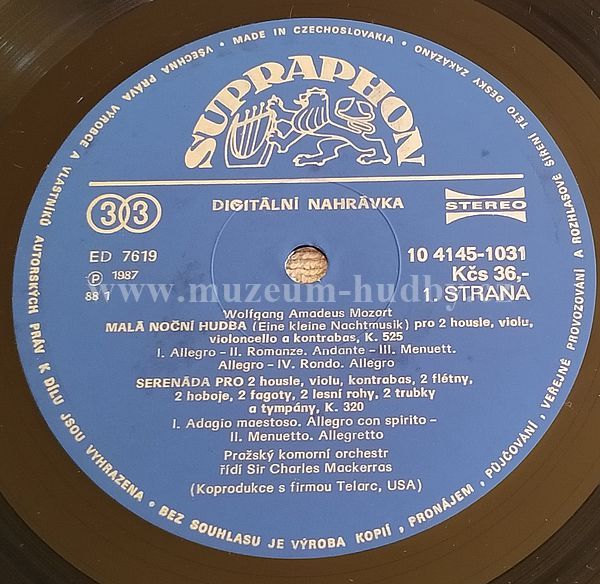 VŠECHNA PRÁVA VÝROBCE A VLASTNÍKŮ AUTORSKÝCH PRÁV K DÍLU JSOU VYHRAZENA • BEZ SOUHLASU JE VÝROBA KOPIÍ, PRONÁJEM, PŮJČOVÁNÍ, VEŘEJNÉ PROVOZOVÁNÍ A ROZHLASOVÉ ŠÍŘENÍ TÉTO DESKY ZAKÁZÁNO • MADE IN CZECHOSLOVAKIA •
SUPRAPHON
33
DIGITÁLNÍ NAHRÁVKA
STEREO
ED 7619
10 4145-1031
℗ 1987
Kčs 36,-
88 1
1. STRANA
www.muzeum-hudby.
Wolfgang Amadeus Mozart
MALÁ NOČNÍ HUDBA (Eine kleine Nachtmusik) pro 2 housle, violu,
violoncello a kontrabas, K. 525
I. Allegro – II. Romanze. Andante – III. Menuett.
Allegro – IV. Rondo. Allegro
SERENÁDA PRO 2 housle, violu, kontrabas, 2 flétny,
2 hoboje, 2 fagoty, 2 lesní rohy, 2 trubky
a tympány, K. 320
I. Adagio maestoso. Allegro con spirito –
II. Menuetto. Allegretto
Pražský komorní orchestr
řídí Sir Charles Mackerras
(Koprodukce s firmou Telarc, USA)